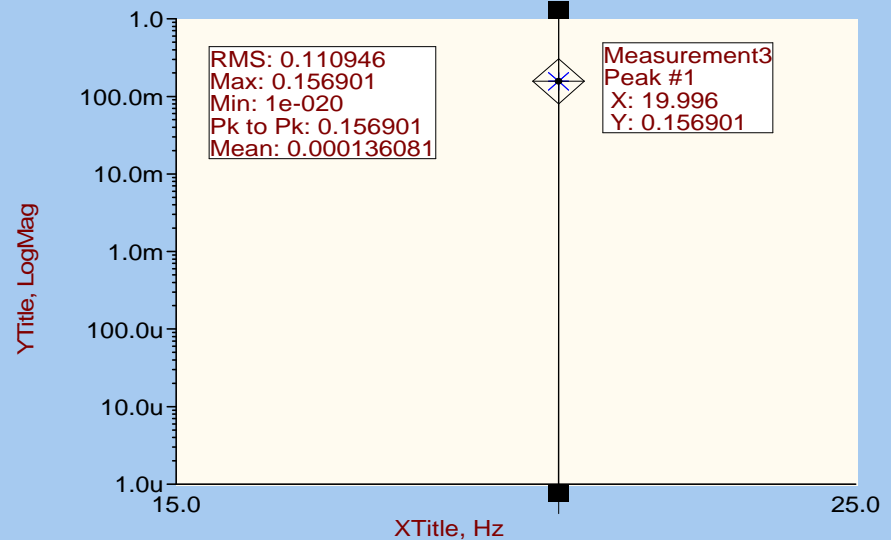 1.0
100.0m
10.0m
1.0m
100.0u
10.0u
1.0u
YTitle, LogMag
RMS: 0.110946
Max: 0.156901
Min: 1e-020
Pk to Pk: 0.156901
Mean: 0.000136081
Measurement3
Peak #1
X: 19.996
Y: 0.156901
15.0
25.0
XTitle, Hz